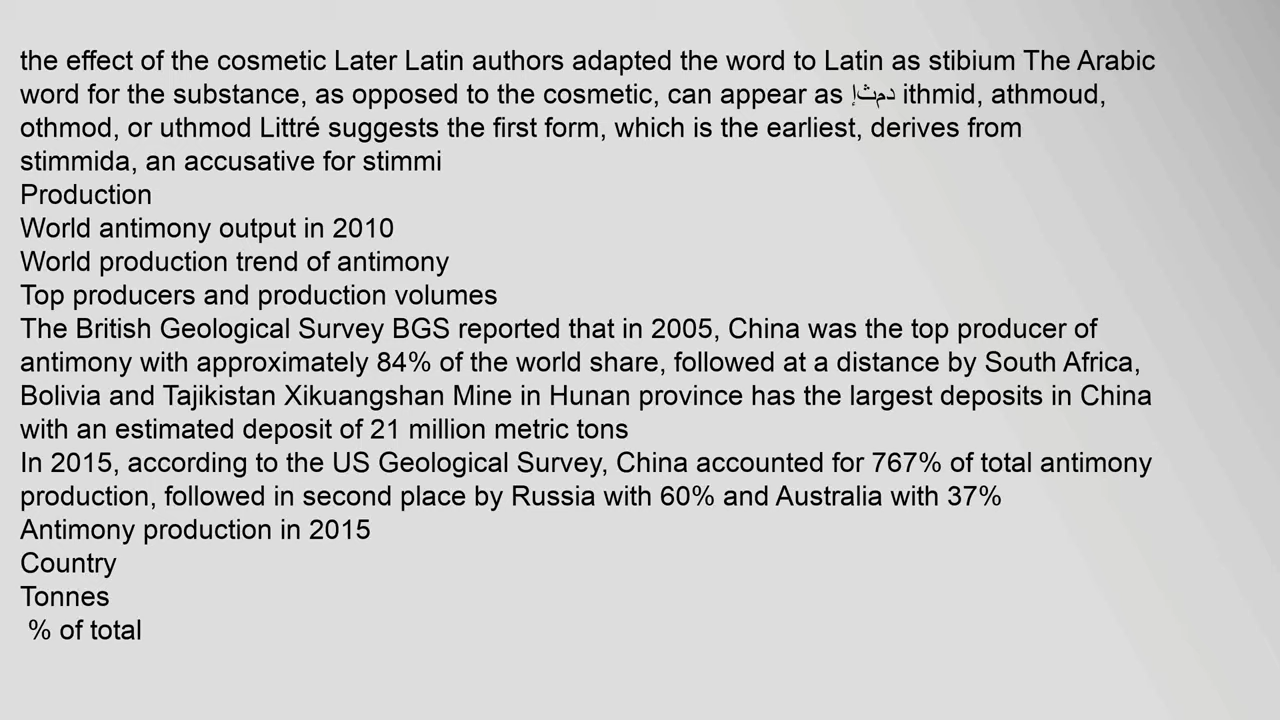 the effect of the cosmetic Later Latin authors adapted the word to Latin as stibium The Arabic
word for the substance, as opposed to the cosmetic, can appear as إثمد ithmid, athmoud,
othmod, or uthmod Littré suggests the first form, which is the earliest, derives from
stimmida, an accusative for stimmi
Production
World antimony output in 2010
World production trend of antimony
Top producers and production volumes
The British Geological Survey BGS reported that in 2005, China was the top producer of
antimony with approximately 84% of the world share, followed at a distance by South Africa,
Bolivia and Tajikistan Xikuangshan Mine in Hunan province has the largest deposits in China
with an estimated deposit of 21 million metric tons
In 2015, according to the US Geological Survey, China accounted for 767% of total antimony
production, followed in second place by Russia with 60% and Australia with 37%
Antimony production in 2015
Country
Tonnes
% of total